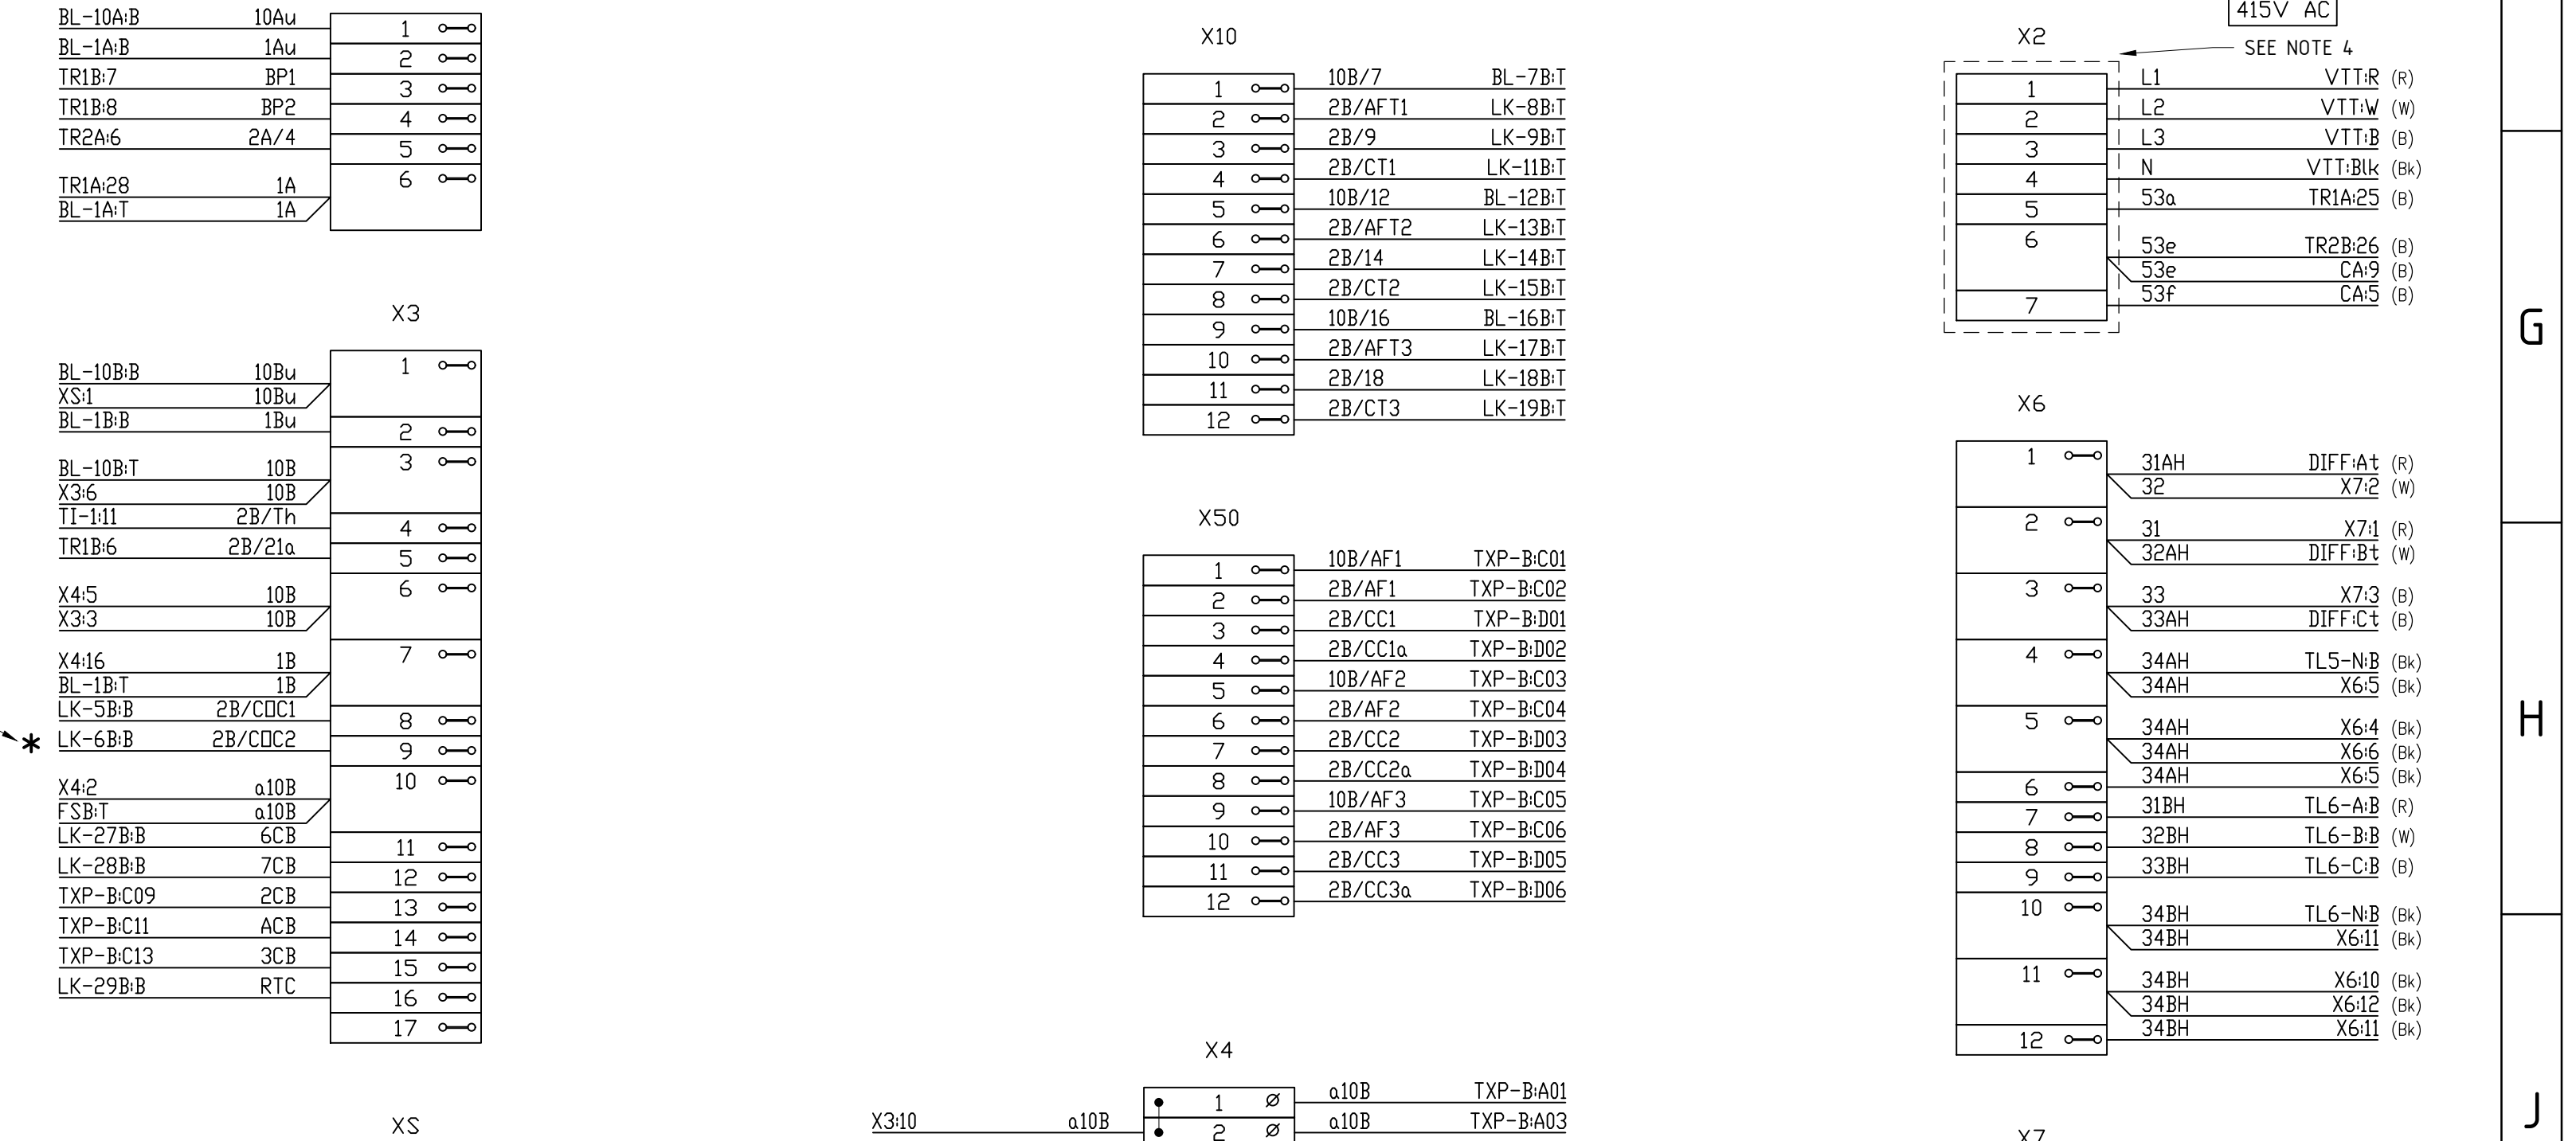 BL-10A:B 10Au 1
BL-1A:B 1Au 2
TR1B:7 BP1 3
TR1B:8 BP2 4
TR2A:6 2A/4 5
6
TR1A:28 1A
BL-1A:T 1A
X3
1
BL-10B:B 10Bu
XS:1 10Bu
BL-1B:B 1Bu 2
3
BL-10B:T 10B
X3:6 10B
TI-1:11 2B/Th 4
TR1B:6 2B/21a 5
6
X4:5 10B
X3:3 10B
7
X4:16 1B
BL-1B:T 1B
LK-5B:B 2B/COC1 8
* LK-6B:B 2B/COC2 9
10
X4:2 a10B
FSB:T a10B
LK-27B:B 6CB 11
LK-28B:B 7CB 12
TXP-B:C09 2CB 13
TXP-B:C11 ACB 14
TXP-B:C13 3CB 15
LK-29B:B RTC 16
17
XS
X10
1 10B/7 BL-7B:T
2 2B/AFT1 LK-8B:T
3 2B/9 LK-9B:T
4 2B/CT1 LK-11B:T
5 10B/12 BL-12B:T
6 2B/AFT2 LK-13B:T
7 2B/14 LK-14B:T
8 2B/CT2 LK-15B:T
9 10B/16 BL-16B:T
10 2B/AFT3 LK-17B:T
11 2B/18 LK-18B:T
12 2B/CT3 LK-19B:T
X50
1 10B/AF1 TXP-B:C01
2 2B/AF1 TXP-B:C02
3 2B/CC1 TXP-B:D01
4 2B/CC1a TXP-B:D02
5 10B/AF2 TXP-B:C03
6 2B/AF2 TXP-B:C04
7 2B/CC2 TXP-B:D03
8 2B/CC2a TXP-B:D04
9 10B/AF3 TXP-B:C05
10 2B/AF3 TXP-B:C06
11 2B/CC3 TXP-B:D05
12 2B/CC3a TXP-B:D06
X4
1 Ø a10B TXP-B:A01
X3:10 a10B 2 Ø a10B TXP-B:A03
415V AC
X2
SEE NOTE 4
1 L1 VTT:R (R)
2 L2 VTT:W (W)
3 L3 VTT:B (B)
4 N VTT:Blk (Bk)
5 53a TR1A:25 (B)
6 53e TR2B:26 (B)
53e CA:9 (B)
7 53f CA:5 (B)
X6
1 31AH DIFF:At (R)
32 X7:2 (W)
2 31 X7:1 (R)
32AH DIFF:Bt (W)
3 33 X7:3 (B)
33AH DIFF:Ct (B)
4 34AH TL5-N:B (Bk)
34AH X6:5 (Bk)
5 34AH X6:4 (Bk)
34AH X6:6 (Bk)
6 34AH X6:5 (Bk)
7 31BH TL6-A:B (R)
8 32BH TL6-B:B (W)
9 33BH TL6-C:B (B)
10 34BH TL6-N:B (Bk)
34BH X6:11 (Bk)
11 34BH X6:10 (Bk)
34BH X6:12 (Bk)
12 34BH X6:11 (Bk)
X7
G
H
J